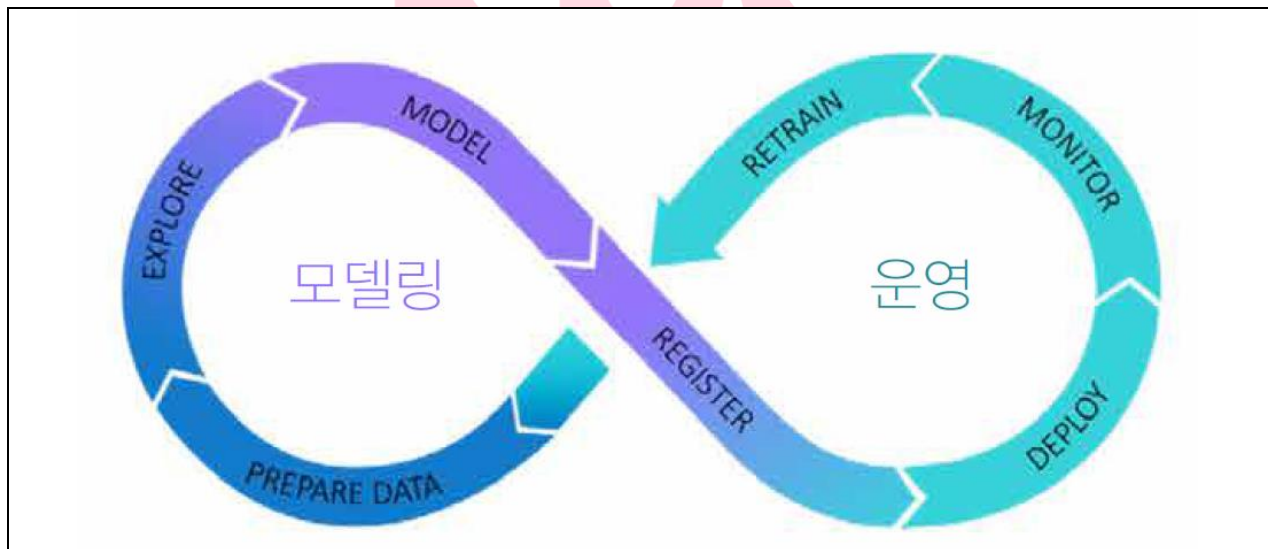 PREPARE DATA
EXPLORE
MODEL
REGISTER
DEPLOY
MONITOR
RETRAIN
모델링
운영